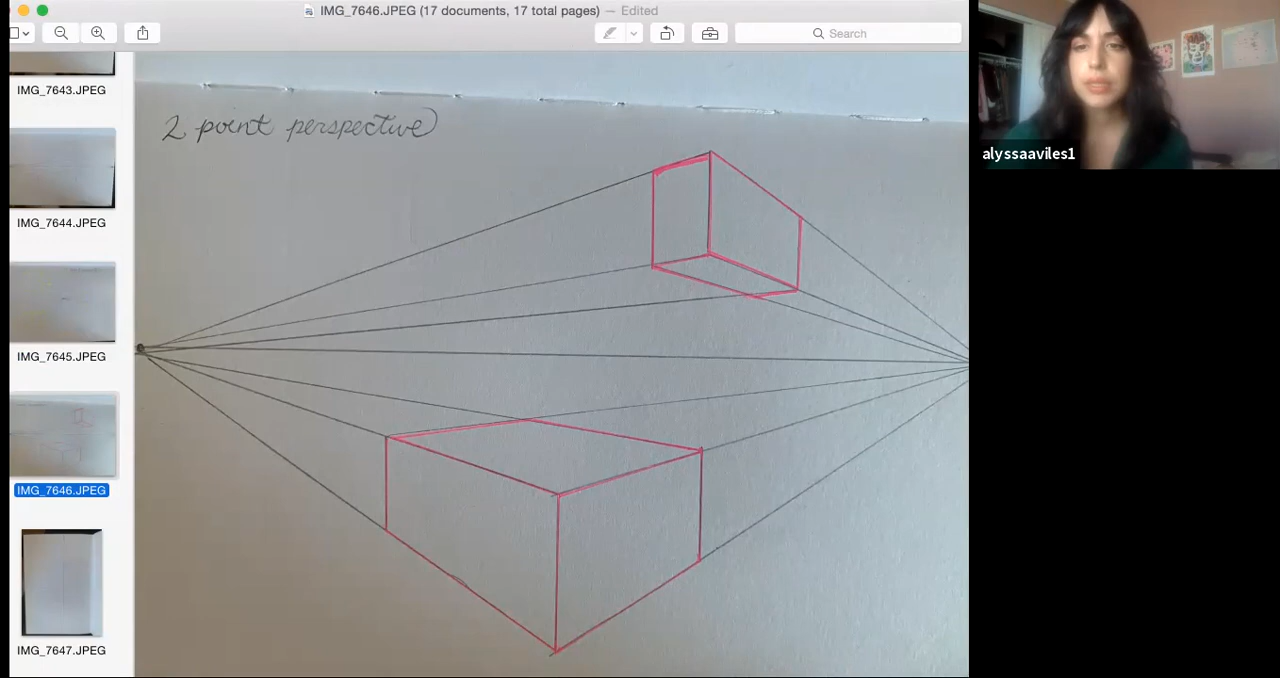 IMG_7646.JPEG (17 documents, 17 total pages) — Edited
Search
IMG_7643.JPEG
IMG_7644.JPEG
IMG_7645.JPEG
IMG_7646.JPEG
IMG_7647.JPEG
2 point perspective
alyssaaviles1